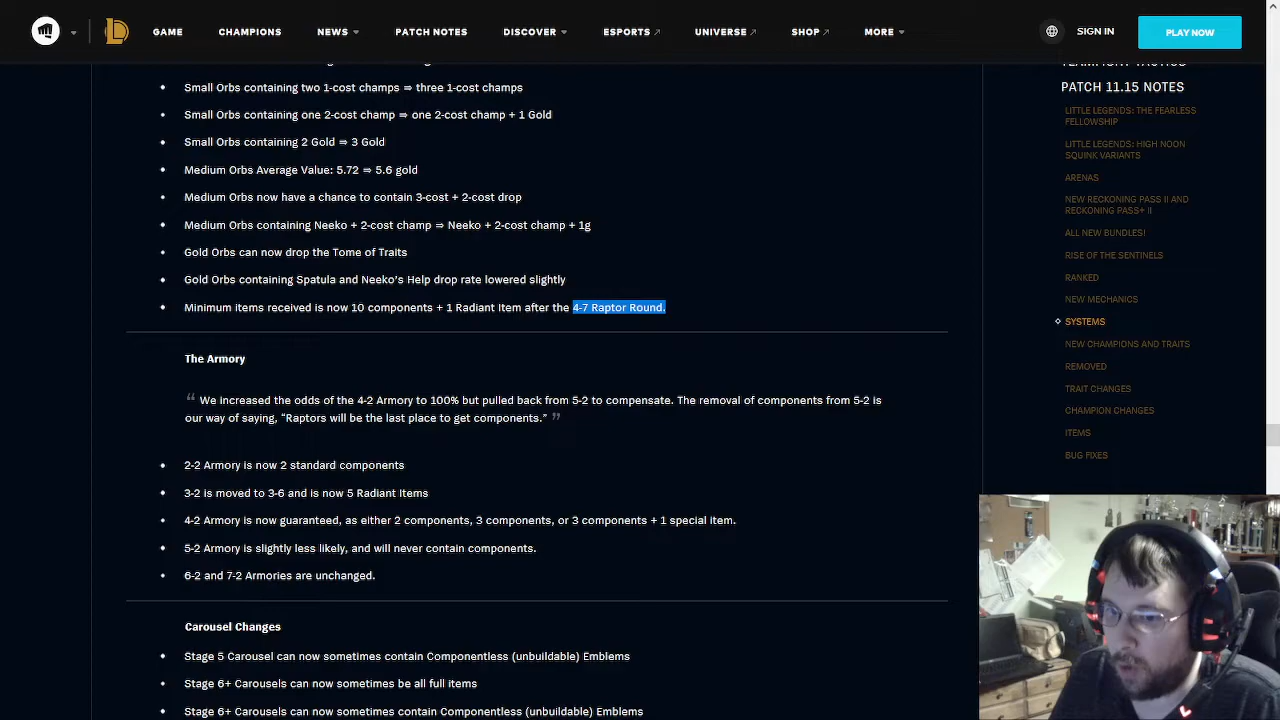 GAME CHAMPIONS NEWS PATCH NOTES DISCOVER ESPORTS UNIVERSE SHOP MORE SIGN IN PLAY NOW
Small Orbs containing two 1-cost champs ⇒ three 1-cost champs
Small Orbs containing one 2-cost champ ⇒ one 2-cost champ + 1 Gold
Small Orbs containing 2 Gold ⇒ 3 Gold
Medium Orbs Average Value: 5.72 ⇒ 5.6 gold
Medium Orbs now have a chance to contain 3-cost + 2-cost drop
Medium Orbs containing Neeko + 2-cost champ ⇒ Neeko + 2-cost champ + 1g
Gold Orbs can now drop the Tome of Traits
Gold Orbs containing Spatula and Neeko's Help drop rate lowered slightly
Minimum items received is now 10 components + 1 Radiant Item after the 4-7 Raptor Round.
The Armory
“ We increased the odds of the 4-2 Armory to 100% but pulled back from 5-2 to compensate. The removal of components from 5-2 is
our way of saying, “Raptors will be the last place to get components.” ”
2-2 Armory is now 2 standard components
3-2 is moved to 3-6 and is now 5 Radiant Items
4-2 Armory is now guaranteed, as either 2 components, 3 components, or 3 components + 1 special item.
5-2 Armory is slightly less likely, and will never contain components.
6-2 and 7-2 Armories are unchanged.
Carousel Changes
Stage 5 Carousel can now sometimes contain Componentless (unbuildable) Emblems
Stage 6+ Carousels can now sometimes be all full items
Stage 6+ Carousels can now sometimes contain Componentless (unbuildable) Emblems
TEAMFIGHT TACTICS
PATCH 11.15 NOTES
LITTLE LEGENDS: THE FEARLESS
FELLOWSHIP
LITTLE LEGENDS: HIGH NOON
SQUINK VARIANTS
ARENAS
NEW RECKONING PASS II AND
RECKONING PASS+ II
ALL NEW BUNDLES!
RISE OF THE SENTINELS
RANKED
NEW MECHANICS
SYSTEMS
NEW CHAMPIONS AND TRAITS
REMOVED
TRAIT CHANGES
CHAMPION CHANGES
ITEMS
BUG FIXES